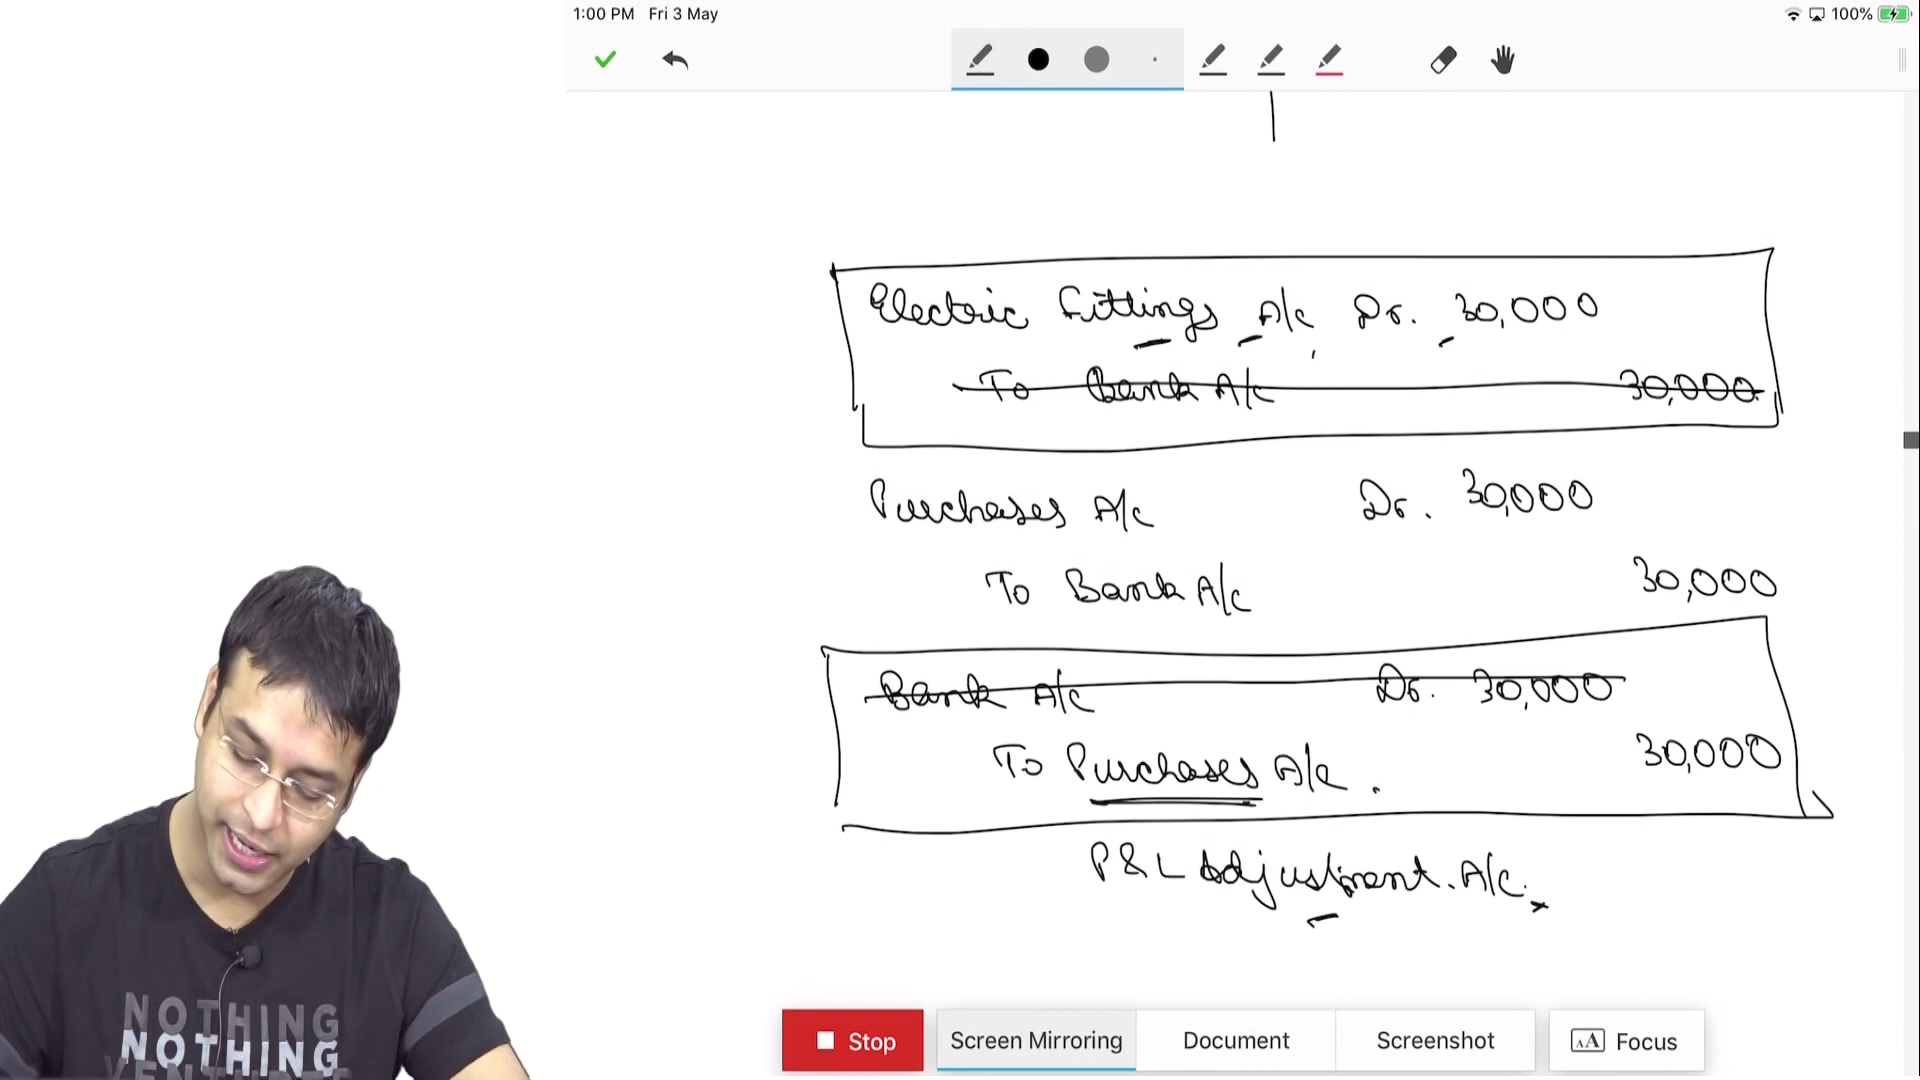 1:00 PM Fri 3 May 100%
Electric Fittings A/c Dr. 30,000
To Bank A/c 30,000
Purchases A/c Dr. 30,000
To Bank A/c 30,000
Bank A/c Dr. 30,000
To Purchases A/c. 30,000
P&L Adjustment. A/c.
NOTHING
NOTHING
Stop Screen Mirroring Document Screenshot AA Focus